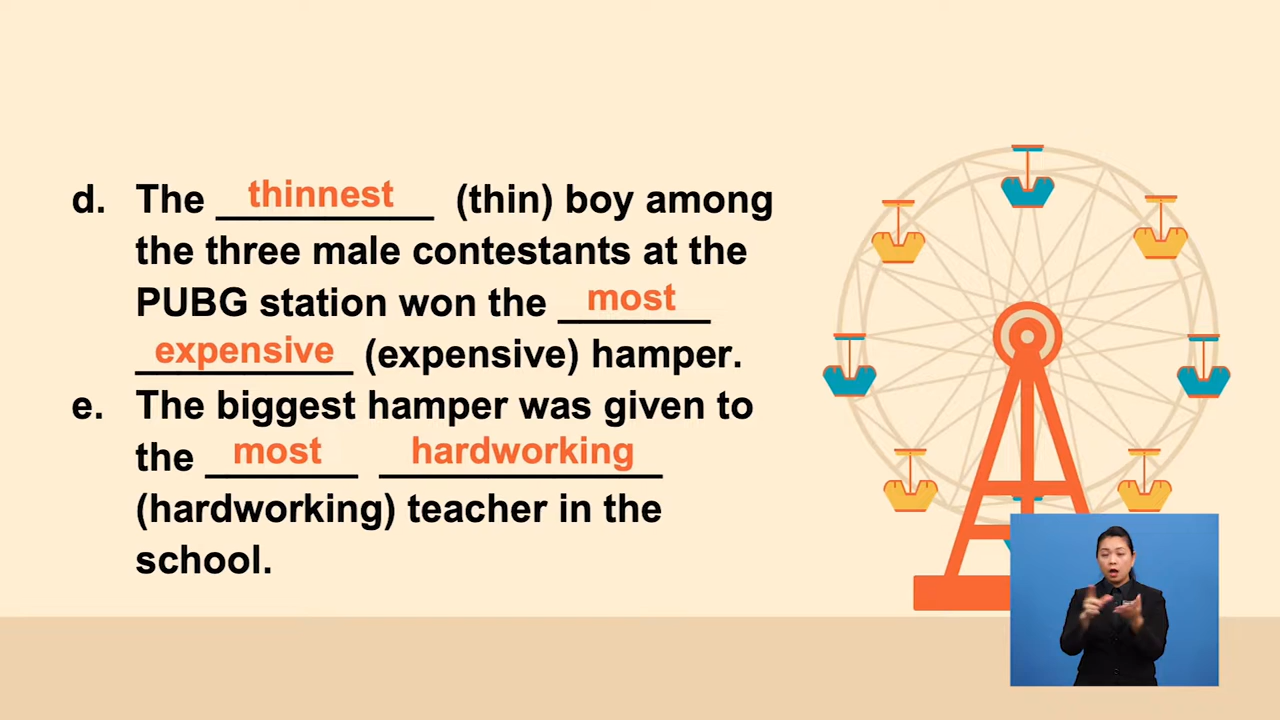 d. The thinnest (thin) boy among
the three male contestants at the
PUBG station won the most
expensive (expensive) hamper.
e. The biggest hamper was given to
the most hardworking
(hardworking) teacher in the
school.